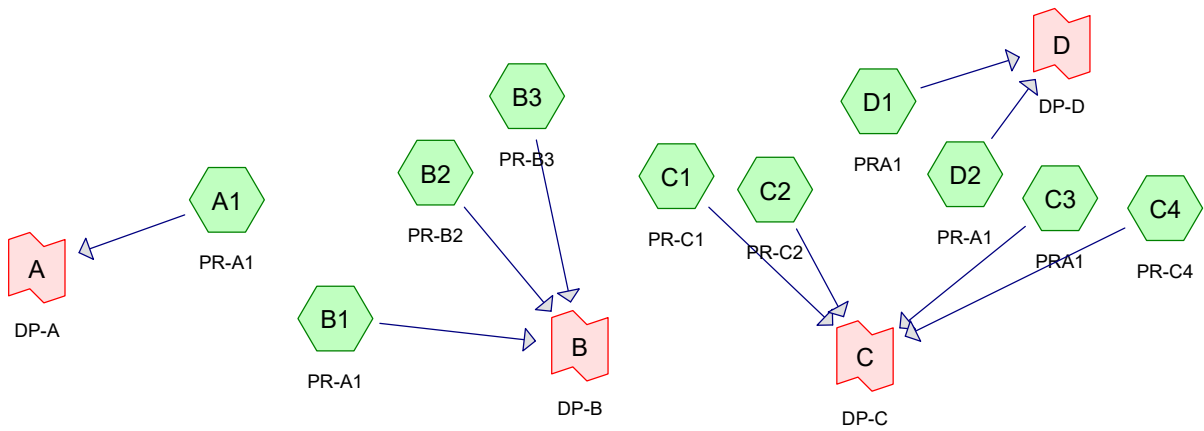 D
DP-D
B3
PR-B3
D1
PRA1
B2
PR-B2
C1
PR-C1
C2
PR-C2
D2
PR-A1
C3
PRA1
C4
PR-C4
A1
PR-A1
A
DP-A
B1
PR-A1
B
DP-B
C
DP-C